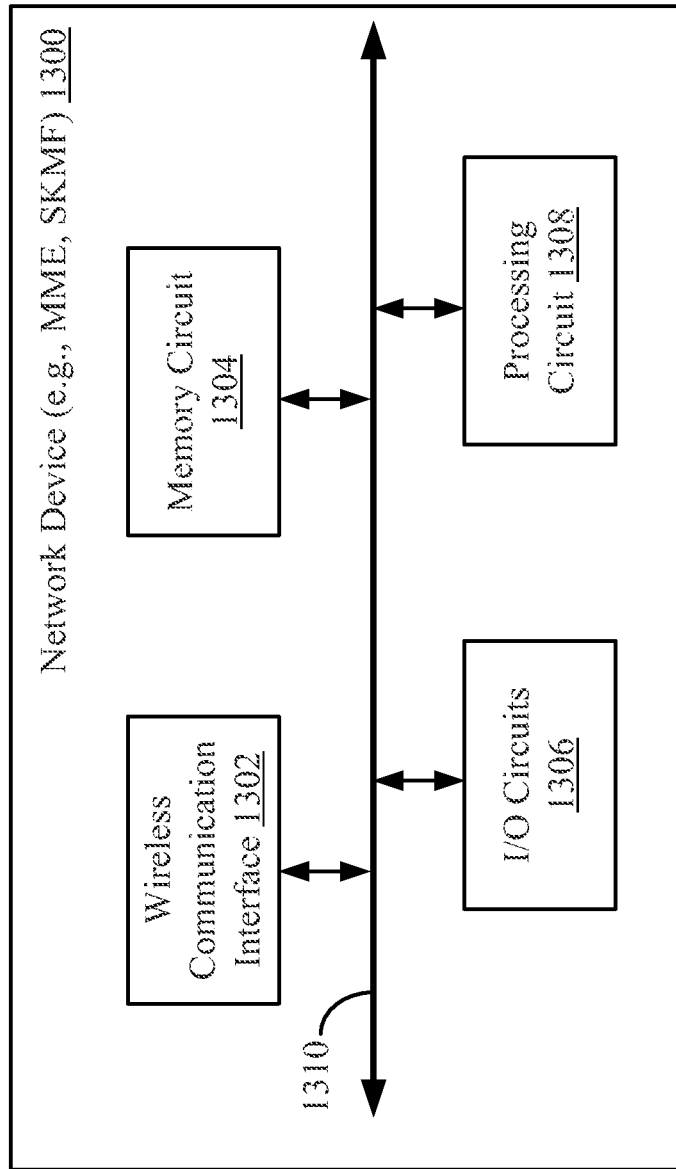 Network Device (e.g., MME, SKMF) 1300
Wireless
Communication
Interface 1302
Memory Circuit
1304
1310
I/O Circuits
1306
Processing
Circuit 1308